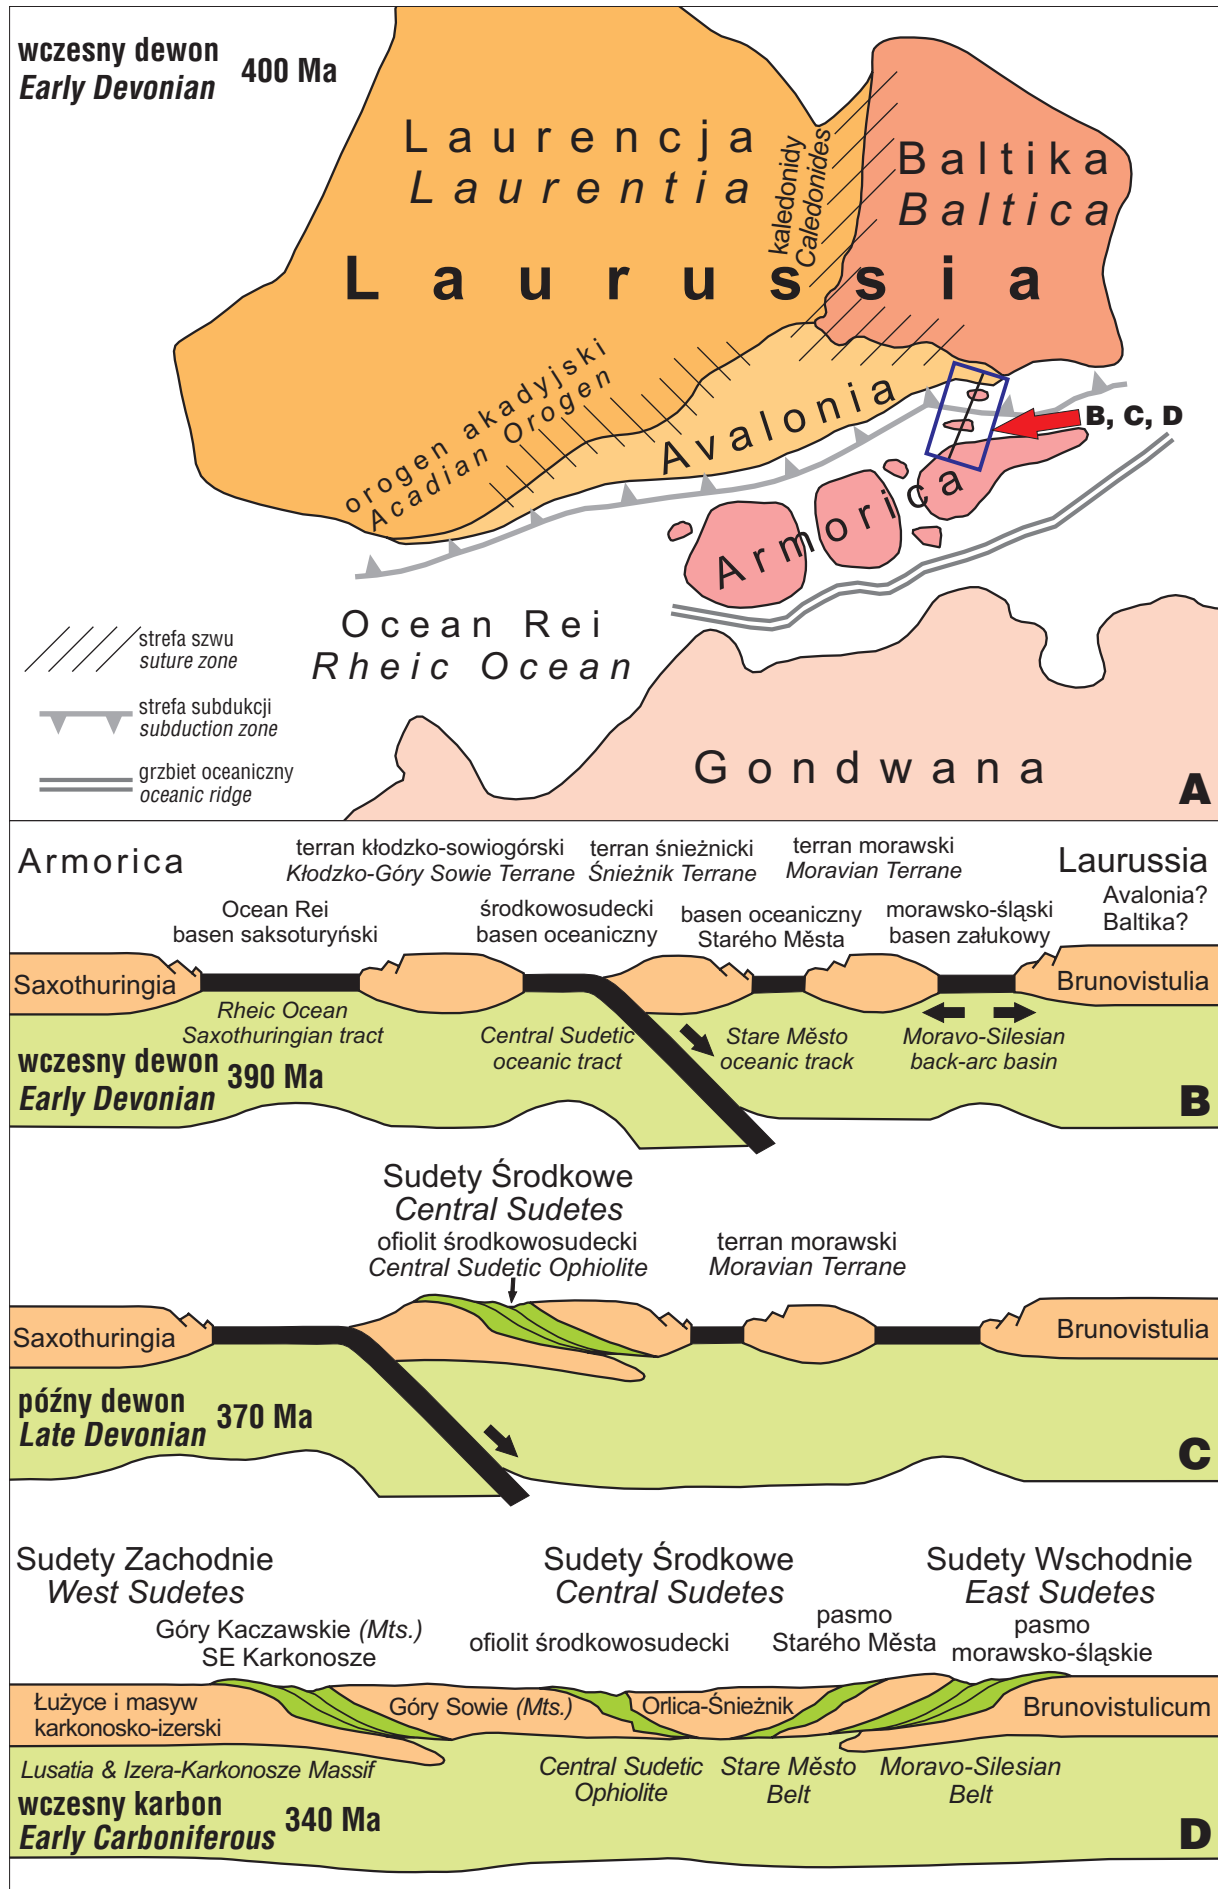 wczesny dewon
Early Devonian
400 Ma
Laurencja
Laurentia
kaledonidy
Caledonides
Baltika
Baltica
Laurussia
orogen akadyjski
Acadian Orogen
Avalonia
B, C, D
Armorica
Ocean Rei
Rheic Ocean
strefa szwu
suture zone
strefa subdukcji
subduction zone
grzbiet oceaniczny
oceanic ridge
Gondwana
A
Armorica
terran kłodzko-sowiogórski
Kłodzko-Góry Sowie Terrane
terran śnieżnicki
Śnieżnik Terrane
terran morawski
Moravian Terrane
Laurussia
Avalonia?
Baltika?
Ocean Rei
basen saksoturyński
środkowosudecki
basen oceaniczny
basen oceaniczny
Starého Města
morawsko-śląski
basen załukowy
Saxothuringia
Brunovistulia
Rheic Ocean
Saxothuringian tract
Central Sudetic
oceanic tract
Stare Město
oceanic track
Moravo-Silesian
back-arc basin
wczesny dewon
Early Devonian
390 Ma
B
Sudety Środkowe
Central Sudetes
ofiolit środkowosudecki
Central Sudetic Ophiolite
terran morawski
Moravian Terrane
Saxothuringia
Brunovistulia
późny dewon
Late Devonian
370 Ma
C
Sudety Zachodnie
West Sudetes
Sudety Środkowe
Central Sudetes
Sudety Wschodnie
East Sudetes
Góry Kaczawskie (Mts.)
SE Karkonosze
ofiolit środkowosudecki
pasmo
Starého Města
pasmo
morawsko-śląskie
Łużyce i masyw
karkonosko-izerski
Góry Sowie (Mts.)
Orlica-Śnieżnik
Brunovistulicum
Lusatia & Izera-Karkonosze Massif
Central Sudetic
Ophiolite
Stare Město
Belt
Moravo-Silesian
Belt
wczesny karbon
Early Carboniferous
340 Ma
D